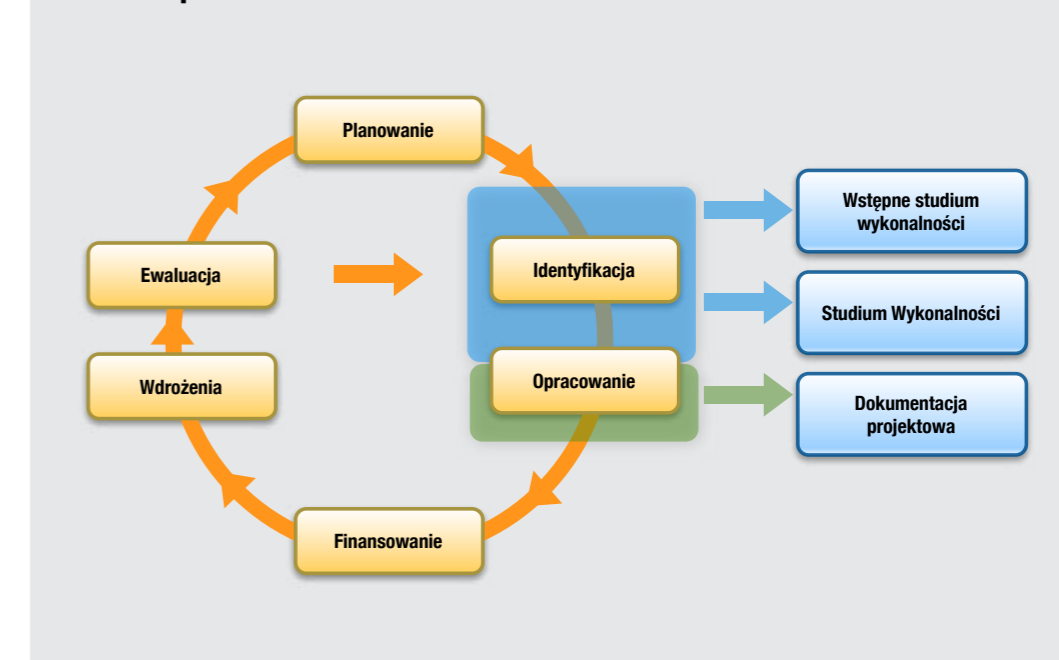 Planowanie
Wstępne studium
wykonalności
Identyfikacja
Ewaluacja
Studium Wykonalności
Opracowanie
Wdrożenia
Dokumentacja
projektowa
Finansowanie